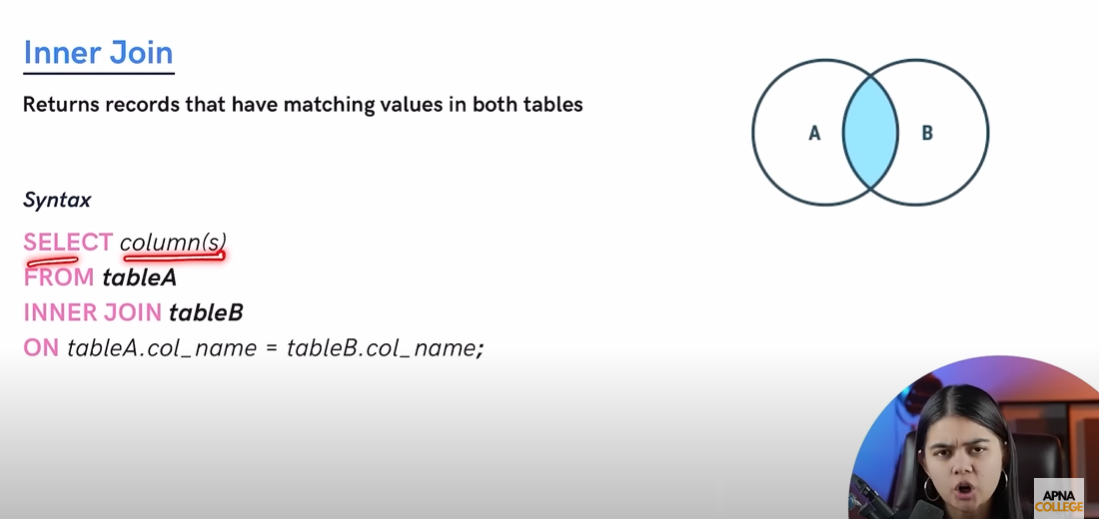 Inner Join
Returns records that have matching values in both tables
A
B
Syntax
SELECT column(s)
FROM tableA
INNER JOIN tableB
ON tableA.col_name = tableB.col_name;
APNA
COLLEGE